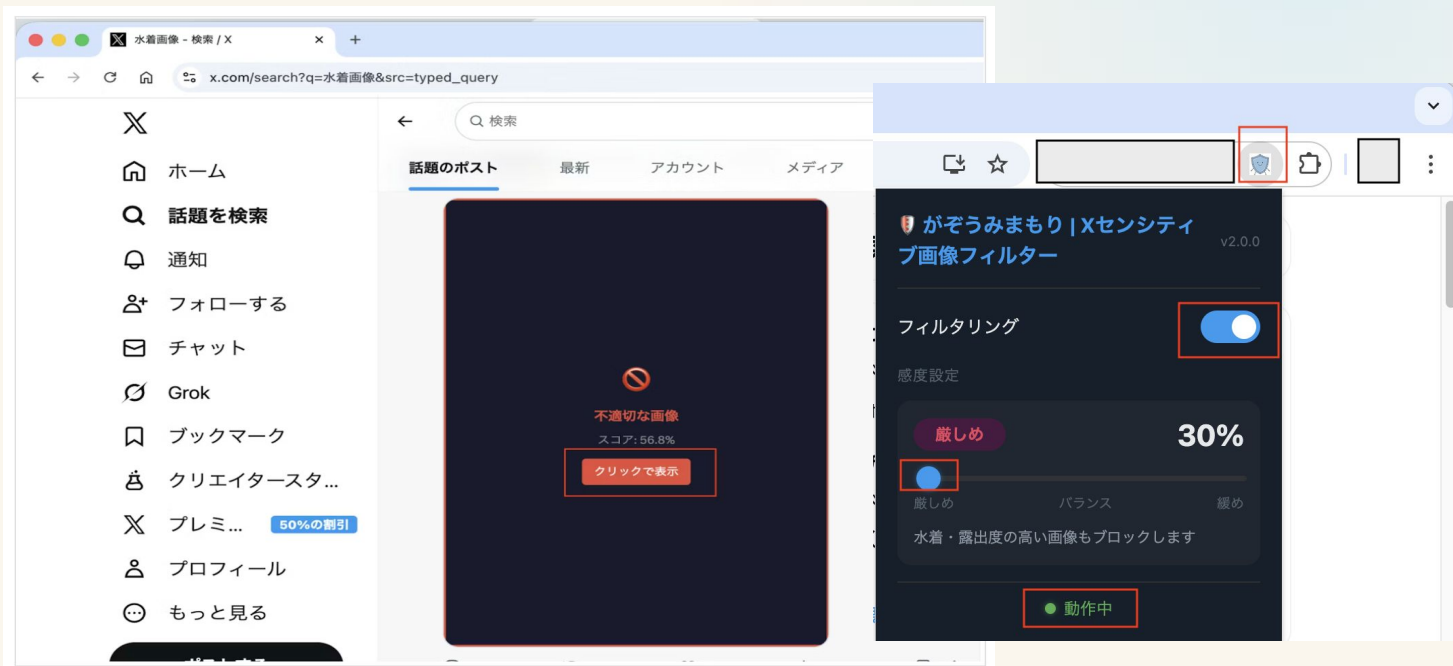 水着画像 - 検索 / X
x.com/search?q=水着画像&src=typed_query
検索
話題のポスト 最新 アカウント メディア
ホーム
話題を検索
通知
フォローする
チャット
Grok
ブックマーク
クリエイタースタ...
プレミ... 50%の割引
プロフィール
もっと見る
ポストする
不適切な画像
スコア: 56.8%
クリックで表示
がぞうみまもり | Xセンシティ
ブ画像フィルター
v2.0.0
フィルタリング
感度設定
厳しめ 30%
厳しめ バランス 緩め
水着・露出度の高い画像もブロックします
動作中